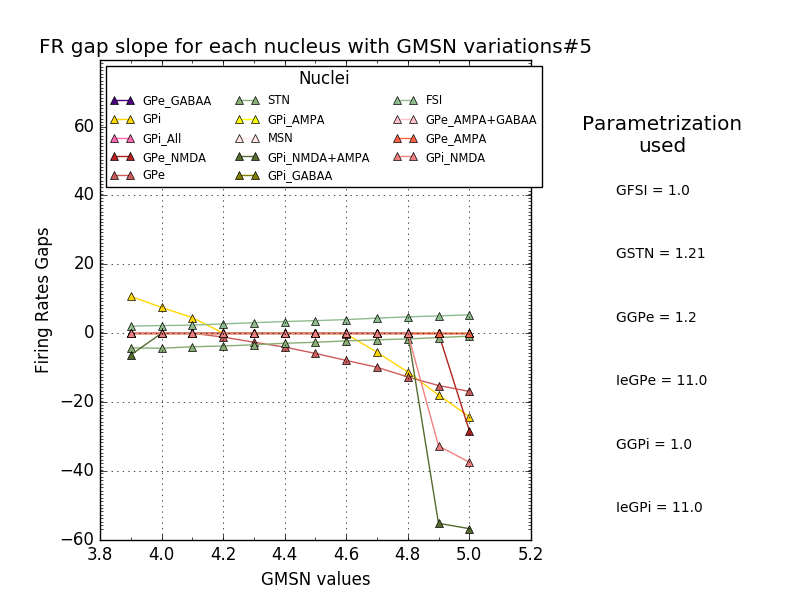 FR gap slope for each nucleus with GMSN variations#5
Nuclei
GPe_GABAA
GPi
GPi_All
GPe_NMDA
GPe
STN
GPi_AMPA
MSN
GPi_NMDA+AMPA
GPi_GABAA
FSI
GPe_AMPA+GABAA
GPe_AMPA
GPi_NMDA
60
40
20
0
−20
−40
−60
Firing Rates Gaps
3.8 4.0 4.2 4.4 4.6 4.8 5.0 5.2
GMSN values
Parametrization
used
GFSI = 1.0
GSTN = 1.21
GGPe = 1.2
IeGPe = 11.0
GGPi = 1.0
IeGPi = 11.0